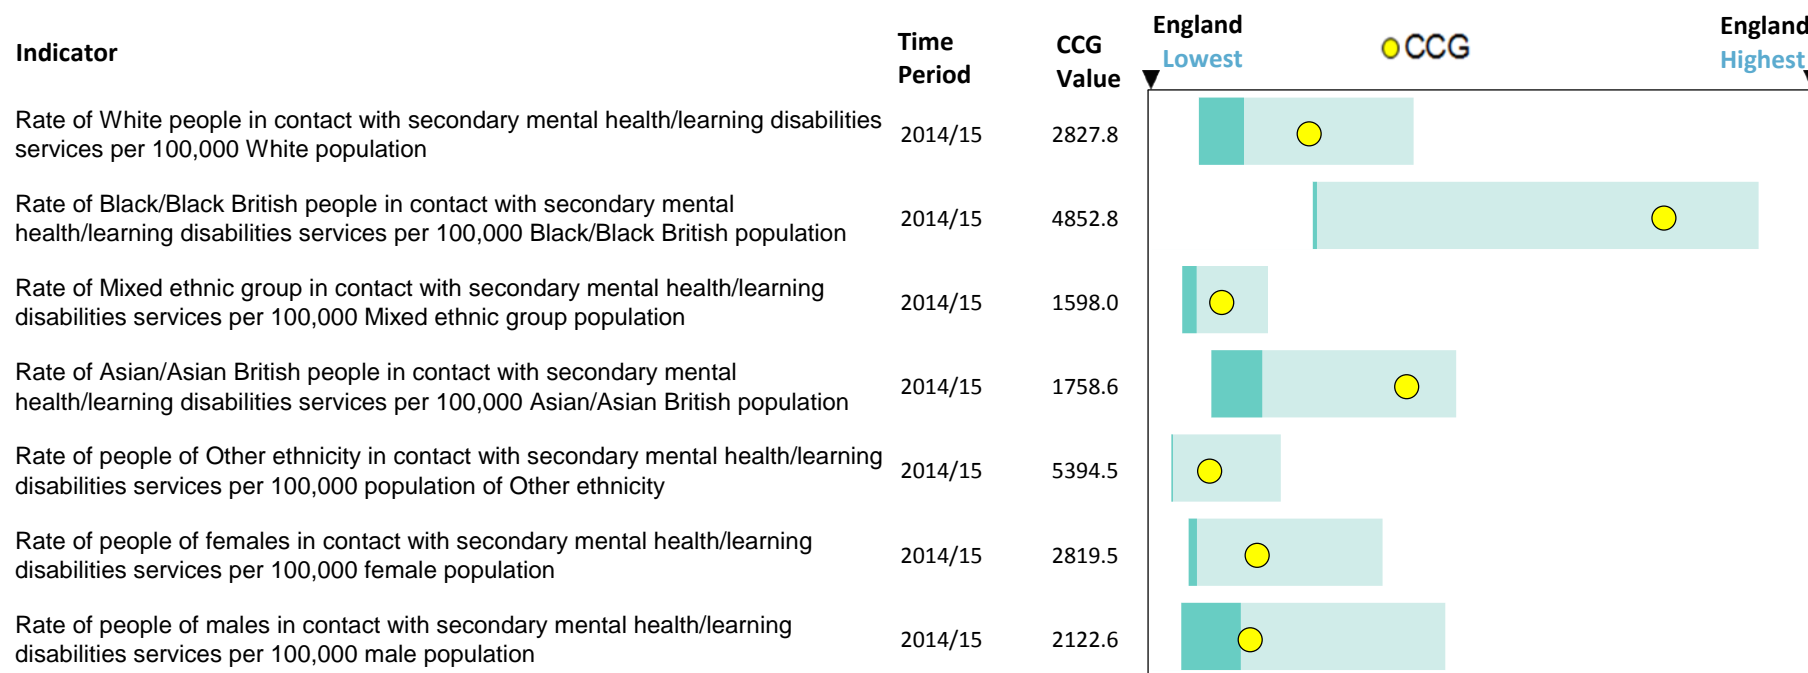 Indicator
Time
Period
CCG
Value
England
Lowest
CCG
England
Highest
Rate of White people in contact with secondary mental health/learning disabilities
services per 100,000 White population
2014/15
2827.8
Rate of Black/Black British people in contact with secondary mental
health/learning disabilities services per 100,000 Black/Black British population
2014/15
4852.8
Rate of Mixed ethnic group in contact with secondary mental health/learning
disabilities services per 100,000 Mixed ethnic group population
2014/15
1598.0
Rate of Asian/Asian British people in contact with secondary mental
health/learning disabilities services per 100,000 Asian/Asian British population
2014/15
1758.6
Rate of people of Other ethnicity in contact with secondary mental health/learning
disabilities services per 100,000 population of Other ethnicity
2014/15
5394.5
Rate of people of females in contact with secondary mental health/learning
disabilities services per 100,000 female population
2014/15
2819.5
Rate of people of males in contact with secondary mental health/learning
disabilities services per 100,000 male population
2014/15
2122.6